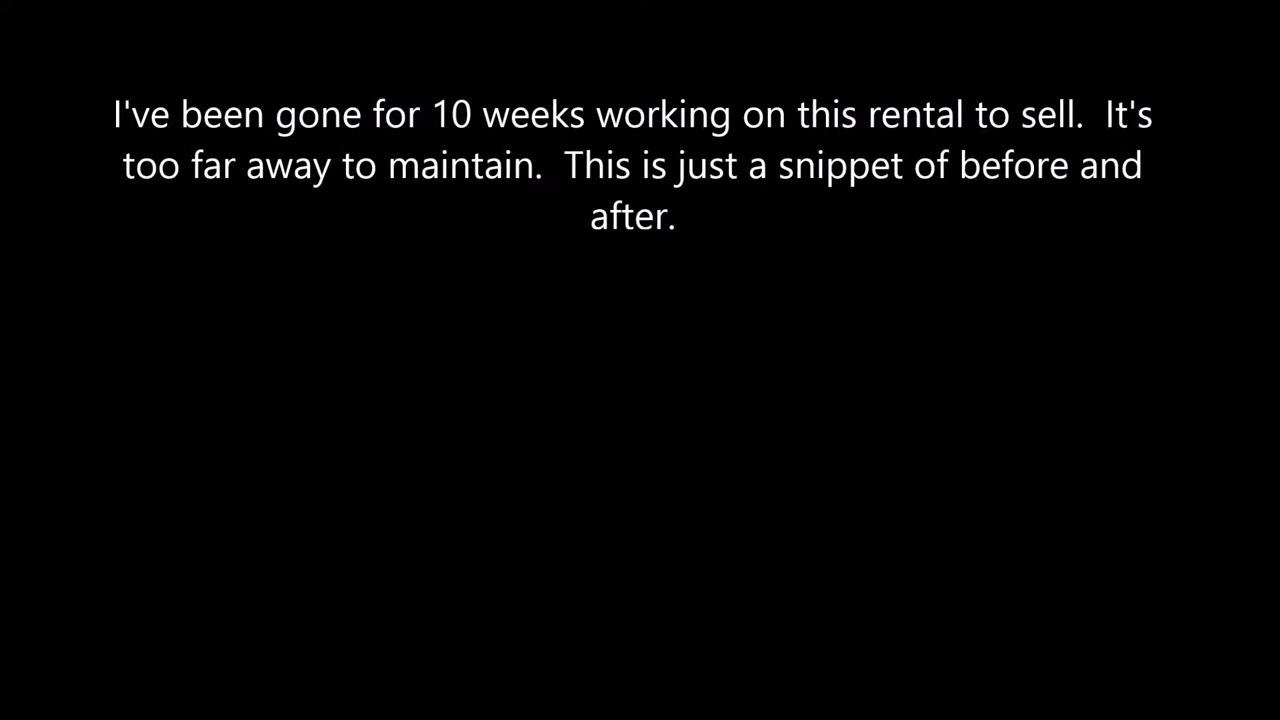 I've been gone for 10 weeks working on this rental to sell.  It's
too far away to maintain.  This is just a snippet of before and
after.